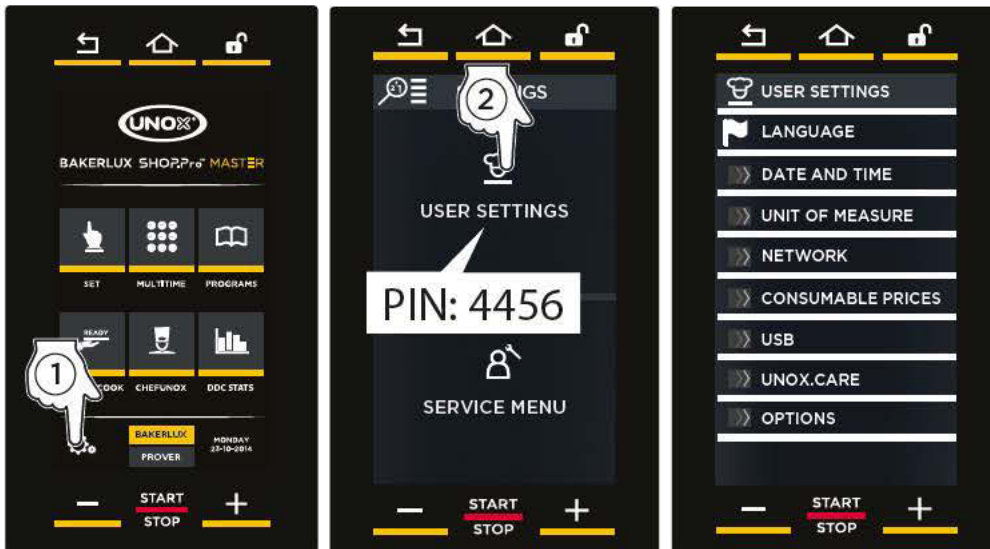 UNOX
BAKERLUX SHOP.Pro™ MASTER
SET
MULTITIME
PROGRAMS
READY
COOK
CHEFUNOX
DDC STATS
1
BAKERLUX
PROVER
MONDAY
23-10-2014
START
STOP
2
NGS
USER SETTINGS
PIN: 4456
SERVICE MENU
START
STOP
USER SETTINGS
LANGUAGE
DATE AND TIME
UNIT OF MEASURE
NETWORK
CONSUMABLE PRICES
USB
UNOX.CARE
OPTIONS
START
STOP